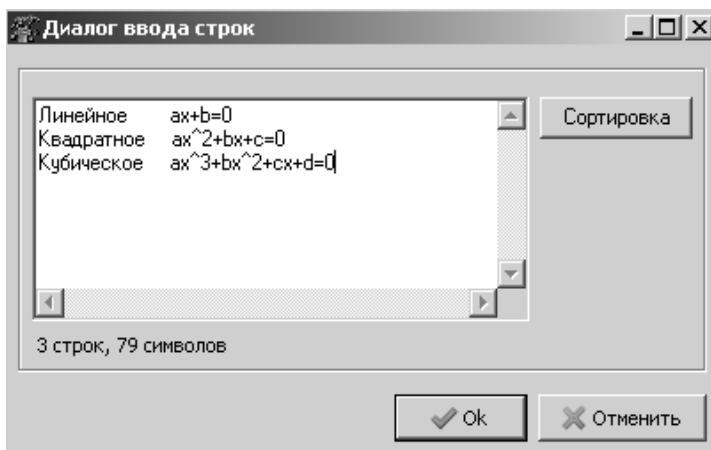 Диалог ввода строк
Линейное ax+b=0
Квадратное ax^2+bx+c=0
Кубическое ax^3+bx^2+cx+d=0
Сортировка
3 строк, 79 символов
Ok
Отменить